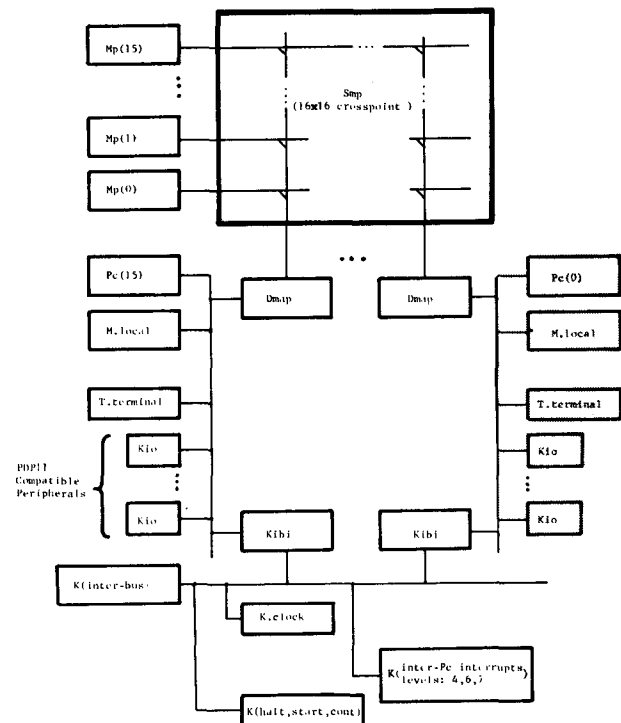 Mp(15)
Smp
(16x16 crosspoint )
Mp(1)
Mp(0)
Pc(15)
Dmap
Dmap
Pc(0)
M.local
M.local
T.terminal
T.terminal
Kio
Kio
PDP11
Compatible
Peripherals
Kio
Kio
Kibi
Kibi
K(inter-bus)
K.clock
K(inter-Pc interrupts
levels: 4,6,7 )
K(halt,start,cont)